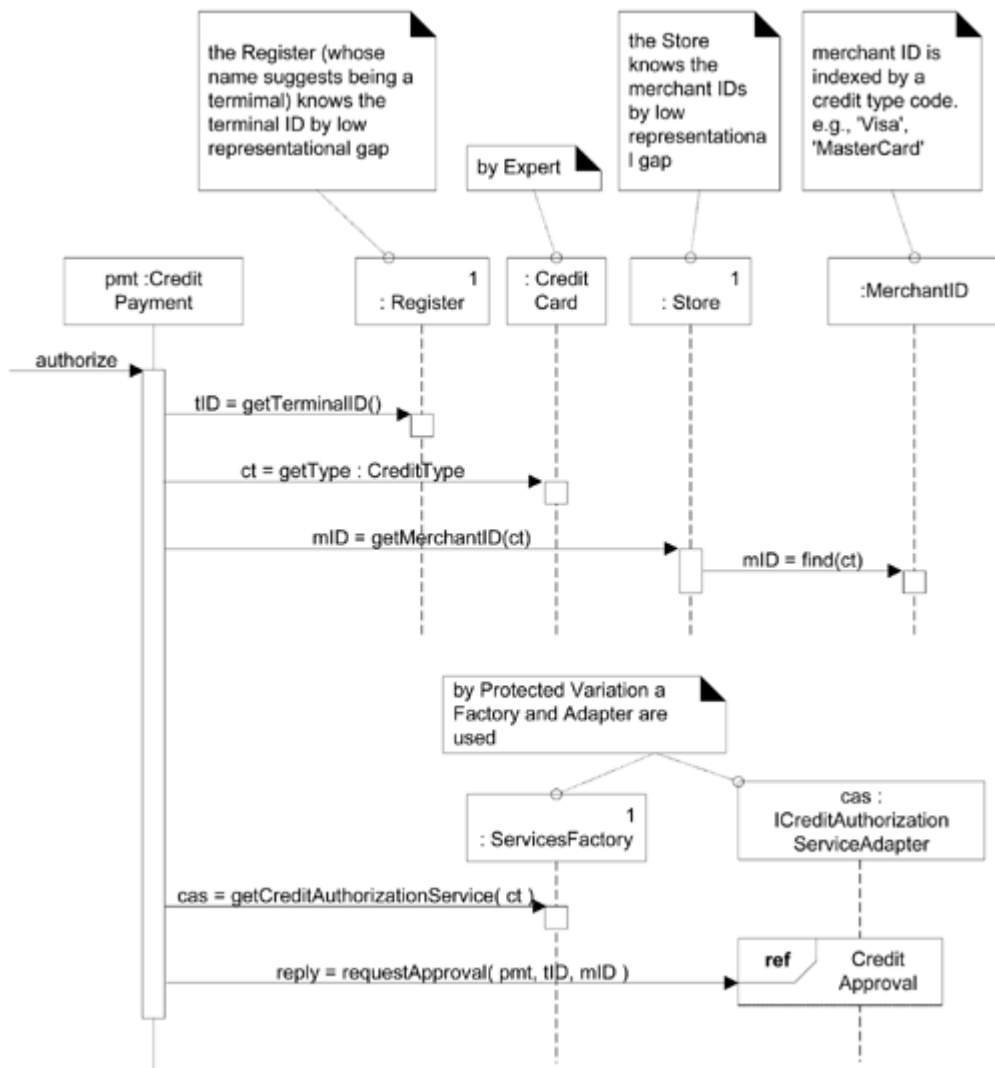 the Register (whose
name suggests being a
termimal) knows the
terminal ID by low
representational gap
by Expert
the Store
knows the
merchant IDs
by low
representationa
l gap
merchant ID is
indexed by a
credit type code.
e.g., 'Visa',
'MasterCard'
pmt :Credit
Payment
1
: Register
: Credit
Card
1
: Store
:MerchantID
authorize
tID = getTerminalID()
ct = getType : CreditType
mID = getMerchantID(ct)
mID = find(ct)
by Protected Variation a
Factory and Adapter are
used
1
: ServicesFactory
cas :
ICreditAuthorization
ServiceAdapter
cas = getCreditAuthorizationService( ct )
reply = requestApproval( pmt, tID, mID )
ref
Credit
Approval